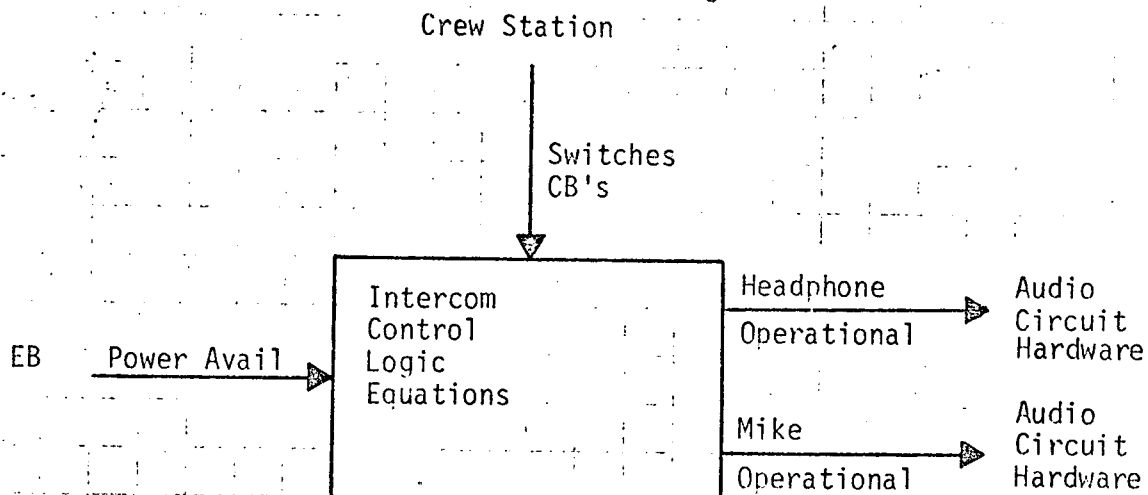 Crew Station
Switches
CB's
Intercom
Control
Logic
Equations
EB
Power Avail
Headphone
Operational
Audio
Circuit
Hardware
Mike
Operational
Audio
Circuit
Hardware